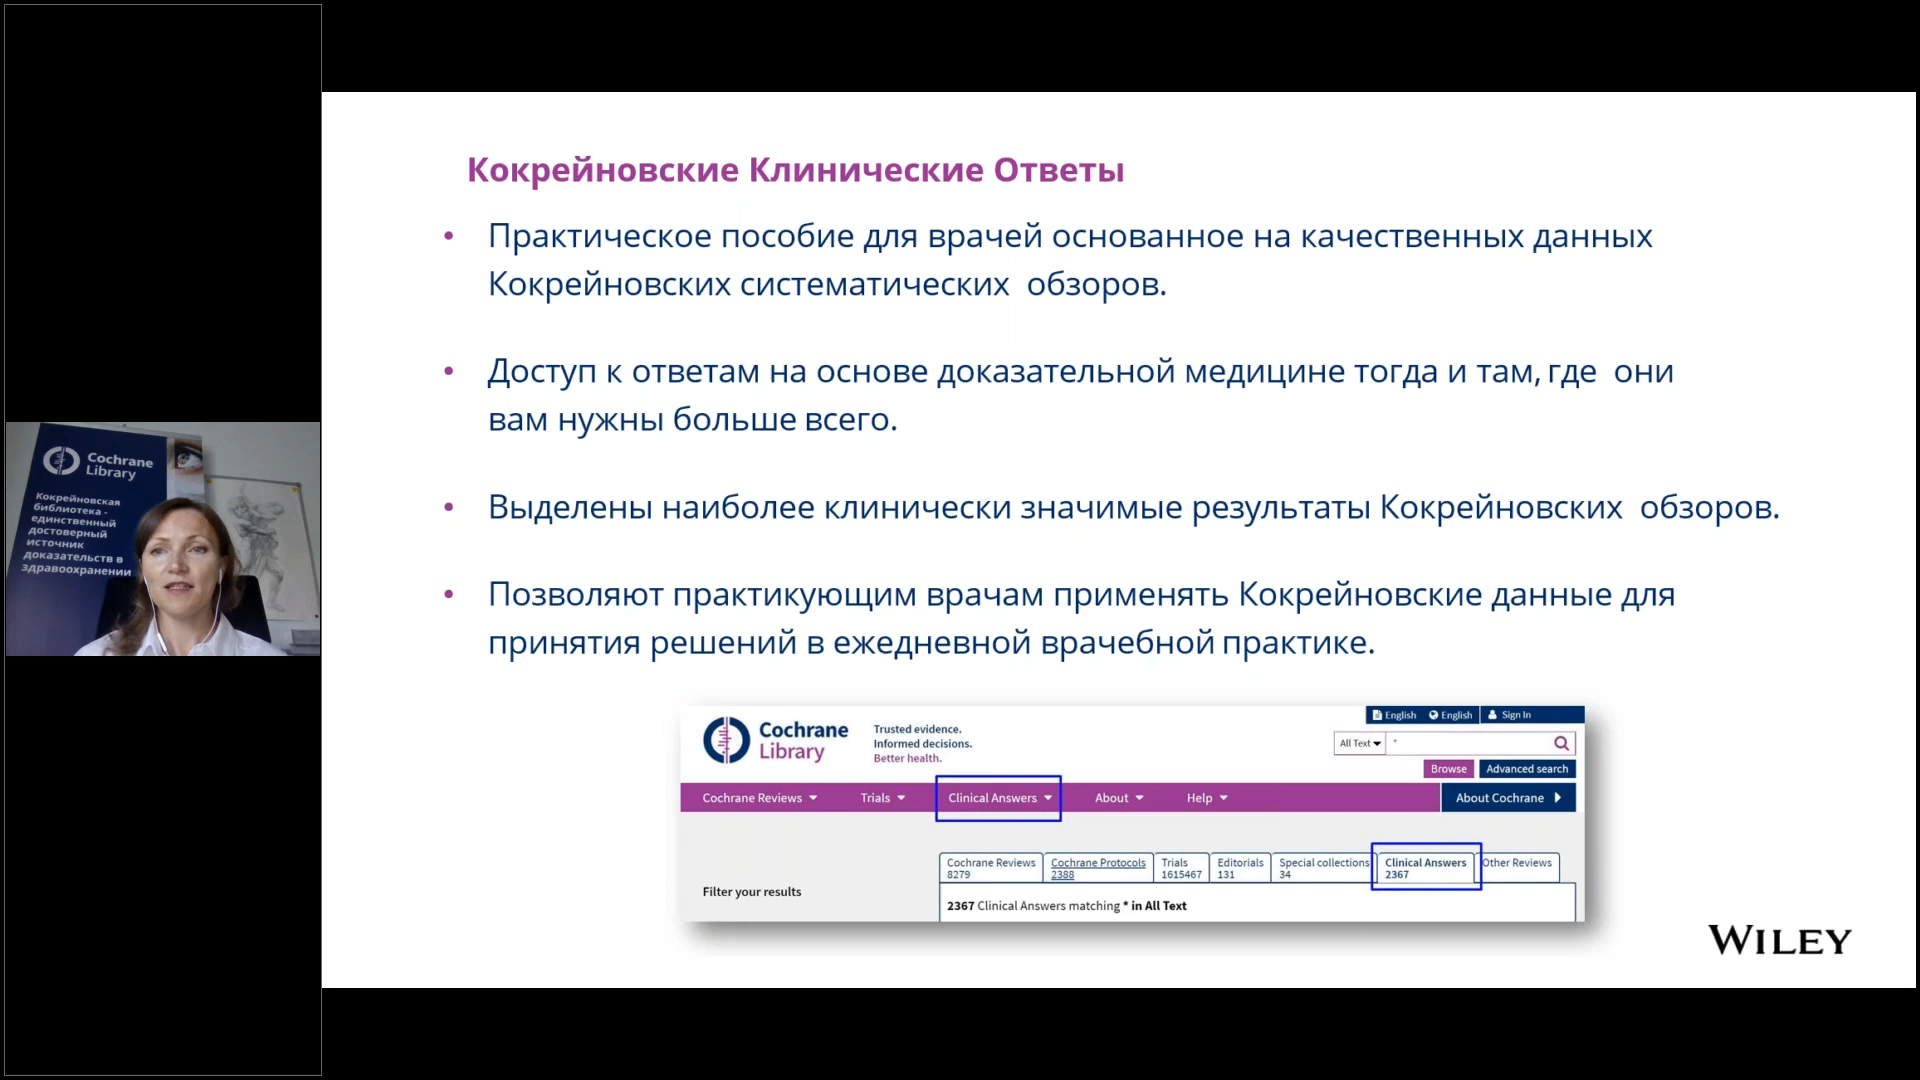 Cochrane
Library
Кокрейновская
библиотека -
единственный
достоверный
источник
доказательств в
здравоохранении
Кокрейновские Клинические Ответы
• Практическое пособие для врачей основанное на качественных данных
Кокрейновских систематических обзоров.
• Доступ к ответам на основе доказательной медицине тогда и там, где они
вам нужны больше всего.
• Выделены наиболее клинически значимые результаты Кокрейновских обзоров.
• Позволяют практикующим врачам применять Кокрейновские данные для
принятия решений в ежедневной врачебной практике.
English English Sign In
Cochrane
Library
Trusted evidence.
Informed decisions.
Better health.
All Text *
Browse Advanced search
Cochrane Reviews Trials Clinical Answers About Help About Cochrane
Cochrane Reviews Cochrane Protocols Trials Editorials Special collections Clinical Answers Other Reviews
8279 2388 1615467 131 34 2367
Filter your results
2367 Clinical Answers matching * in All Text
WILEY